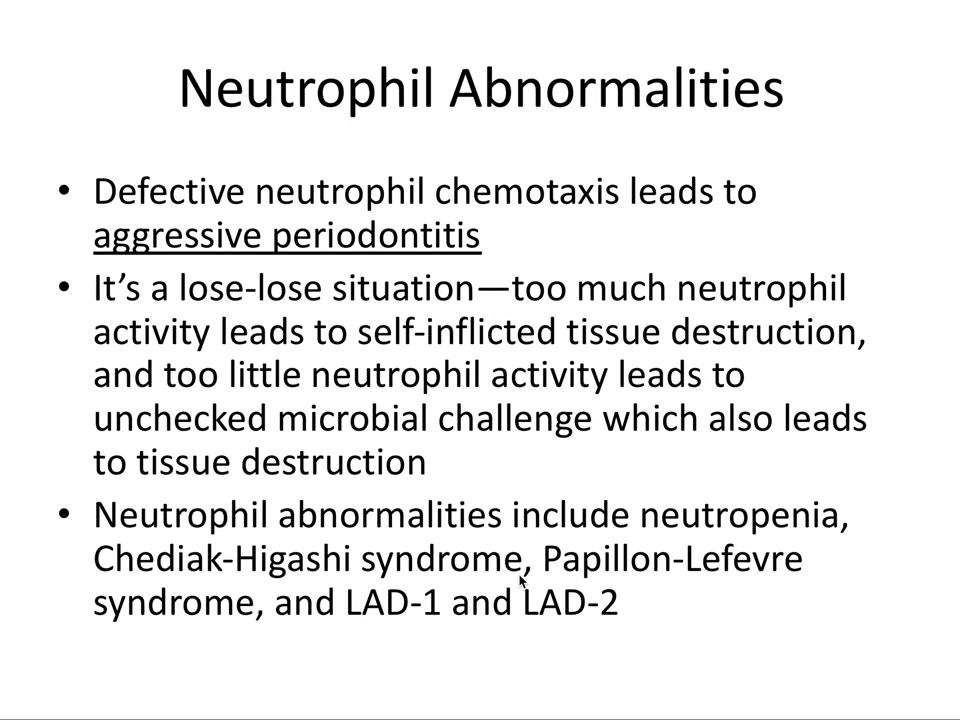 Neutrophil Abnormalities
• Defective neutrophil chemotaxis leads to
aggressive periodontitis
• It’s a lose-lose situation—too much neutrophil
activity leads to self-inflicted tissue destruction,
and too little neutrophil activity leads to
unchecked microbial challenge which also leads
to tissue destruction
• Neutrophil abnormalities include neutropenia,
Chediak-Higashi syndrome, Papillon-Lefevre
syndrome, and LAD-1 and LAD-2